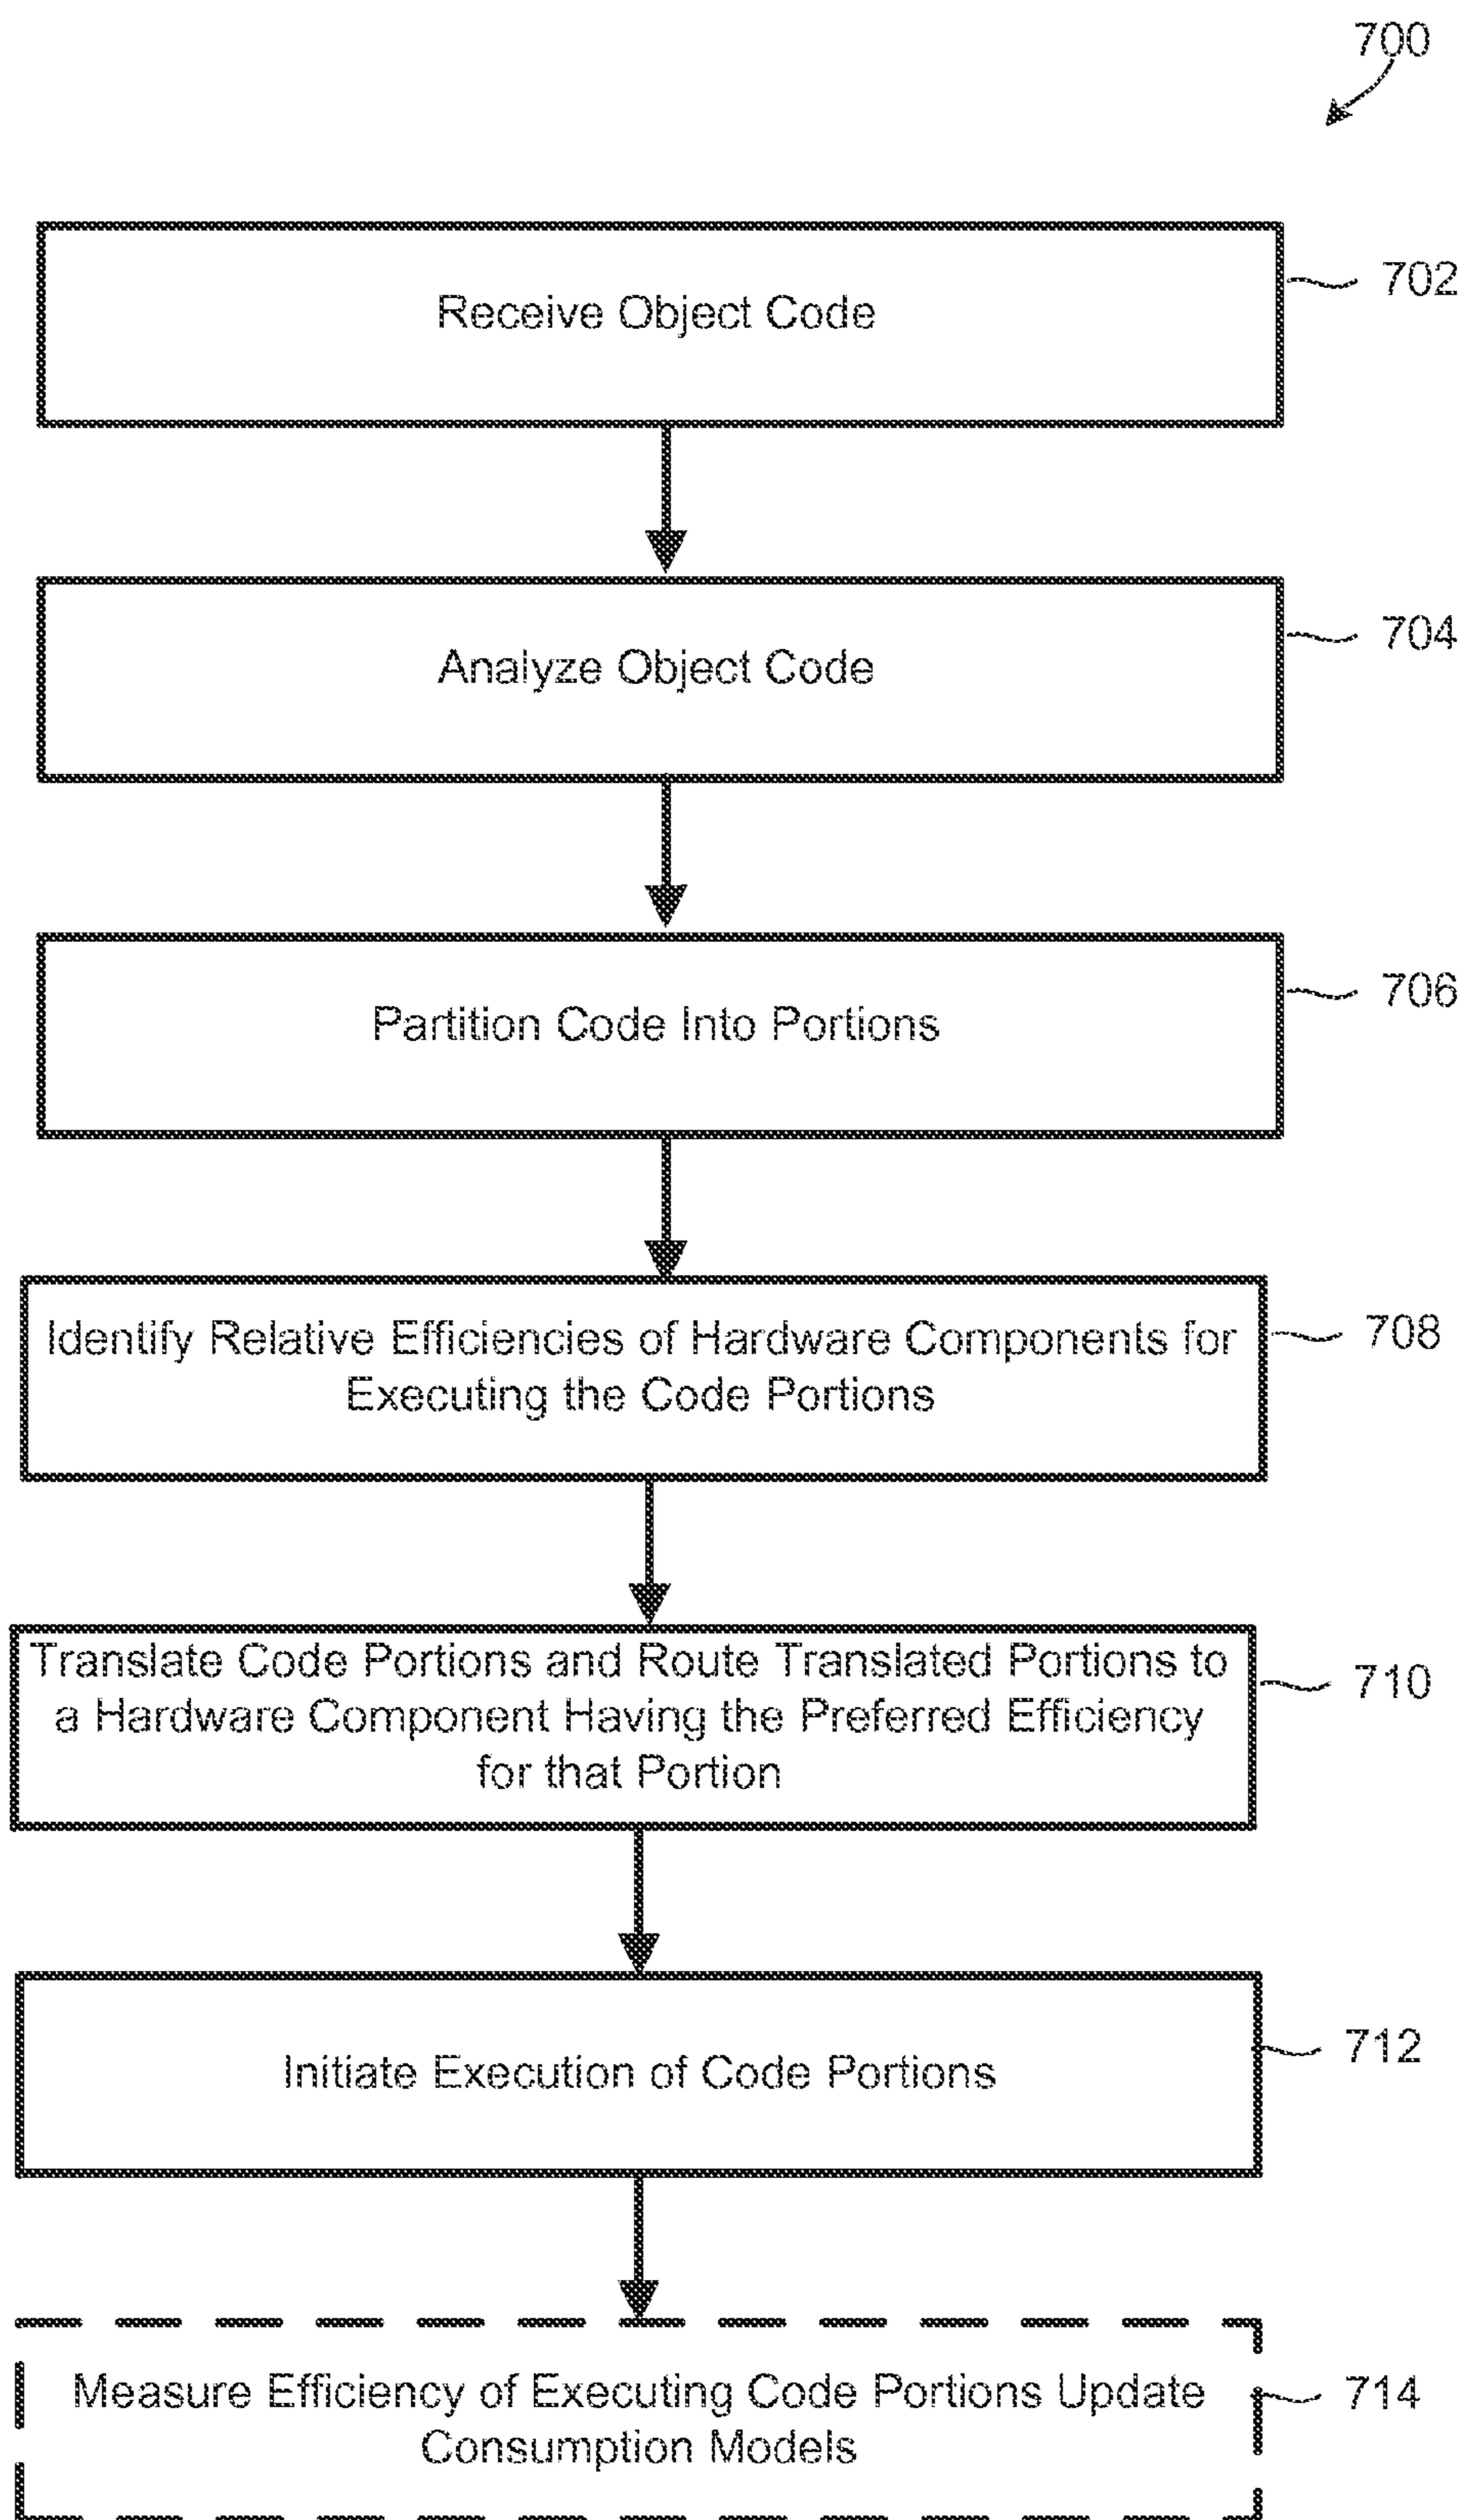 700
Receive Object Code
702
Analyze Object Code
704
Partition Code Into Portions
706
Identify Relative Efficiencies of Hardware Components for
Executing the Code Portions
708
Translate Code Portions and Route Translated Portions to
a Hardware Component Having the Preferred Efficiency
for that Portion
710
Initiate Execution of Code Portions
712
Measure Efficiency of Executing Code Portions Update
Consumption Models
714